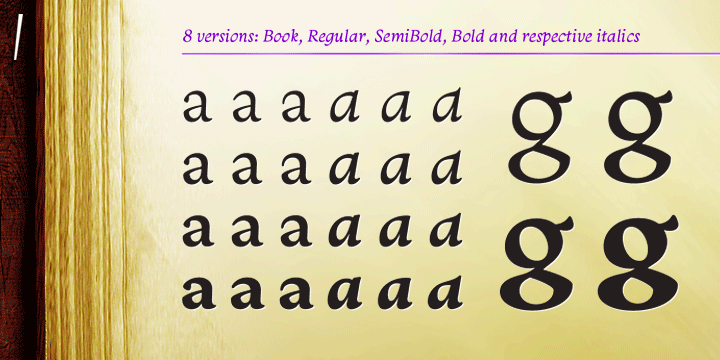 8 versions: Book, Regular, SemiBold, Bold and respective italics
a a a a a a g g
a a a a a a
a a a a a a g g
a a a a a a